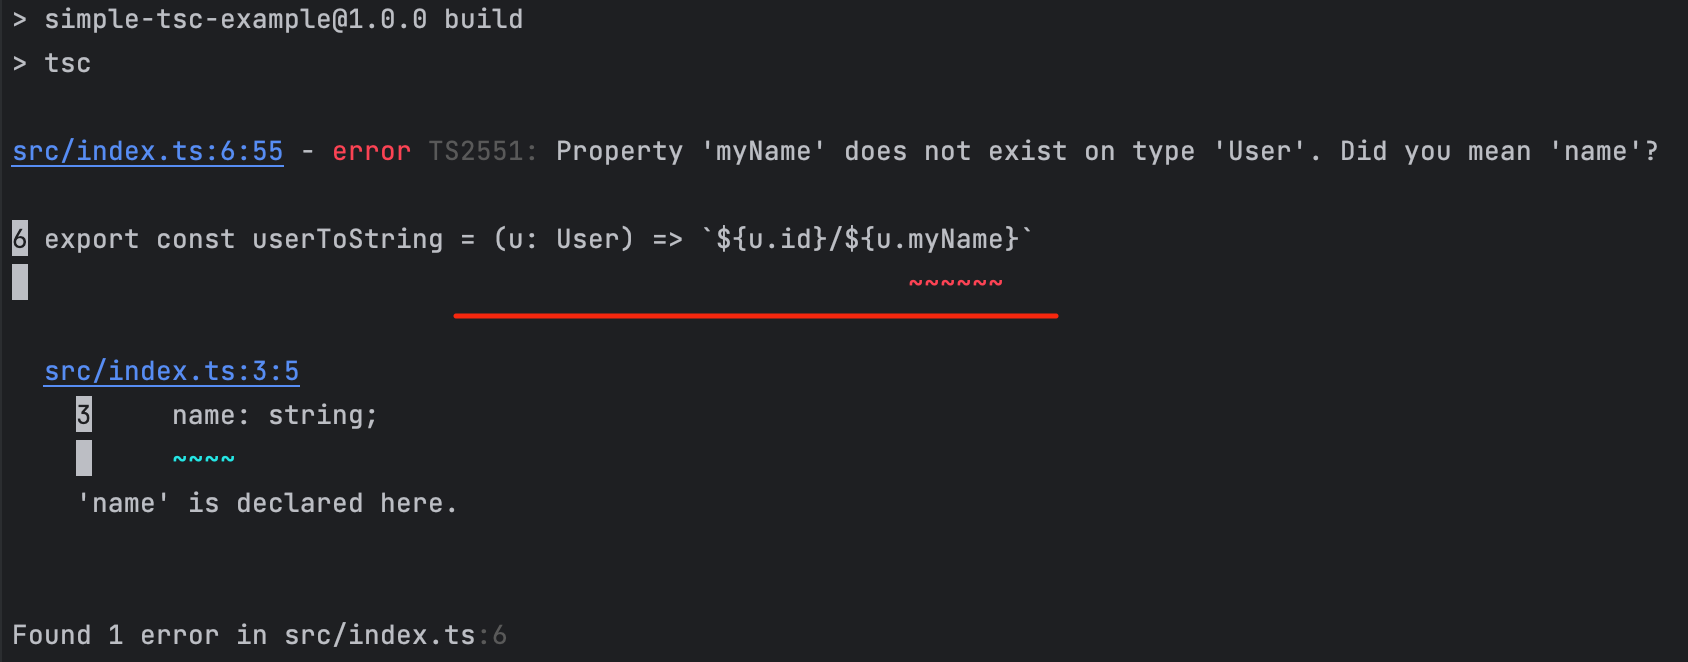 > simple-tsc-example@1.0.0 build
> tsc
src/index.ts:6:55 - error TS2551: Property 'myName' does not exist on type 'User'. Did you mean 'name'?
6 export const userToString = (u: User) => `${u.id}/${u.myName}`
~~~~~~
src/index.ts:3:5
3     name: string;
~~~~
'name' is declared here.
Found 1 error in src/index.ts:6